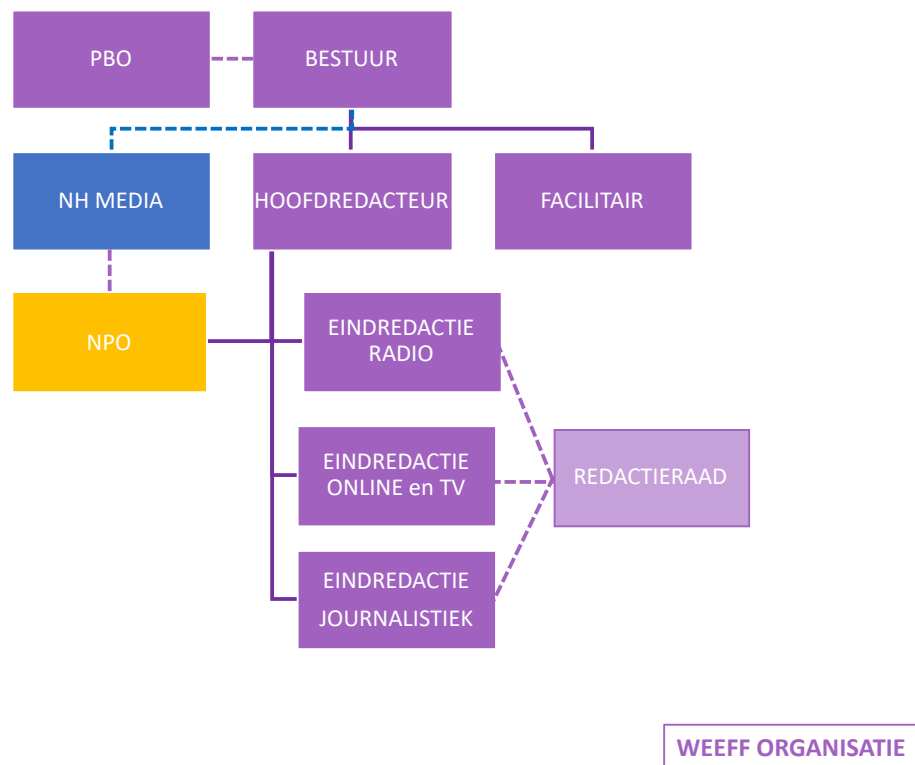 PBO
BESTUUR
NH MEDIA
HOOFDREDACTEUR
FACILITAIR
NPO
EINDREDACTIE
RADIO
EINDREDACTIE
ONLINE en TV
REDACTIERAAD
EINDREDACTIE
JOURNALISTIEK
WEEFF ORGANISATIE